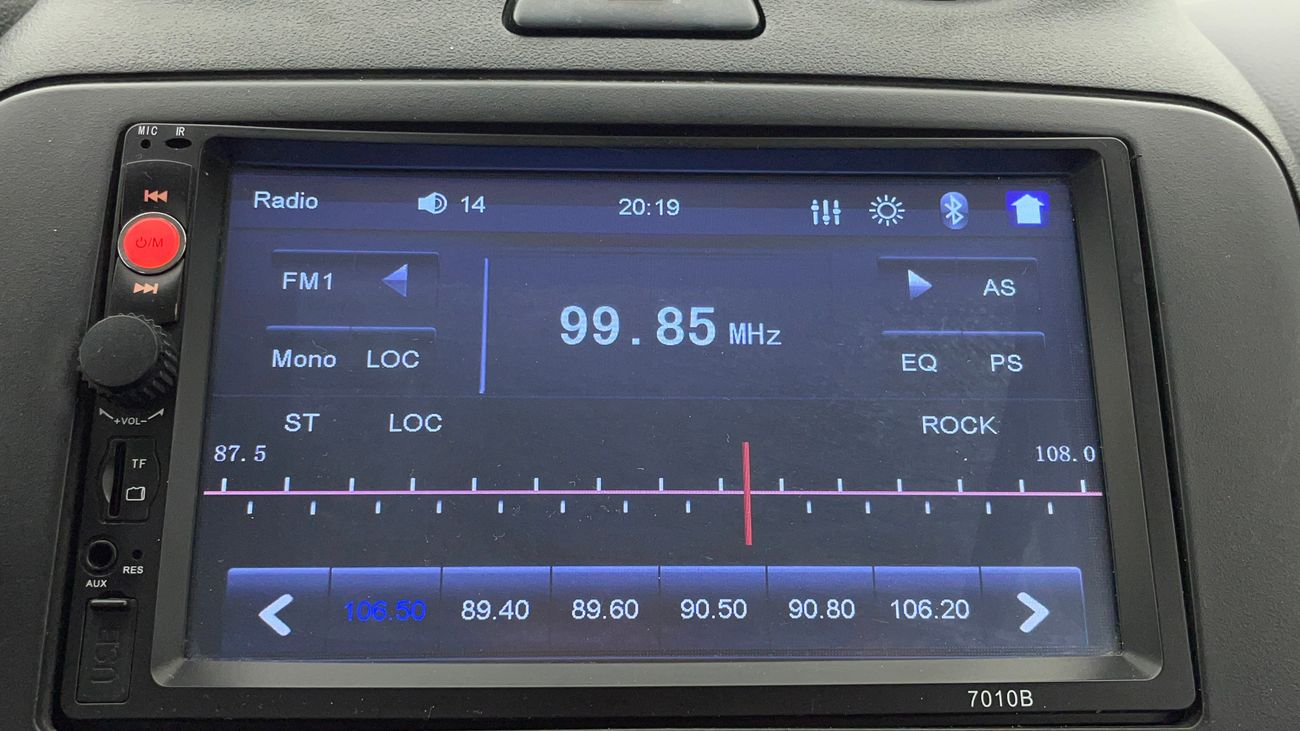 MIC IR
Radio 14 20:19
⏻/M
FM1 99.85 MHz AS
Mono LOC EQ PS
+VOL-
ST LOC ROCK
87.5 108.0
TF
AUX RES
106.50 89.40 89.60 90.50 90.80 106.20
USB
7010B